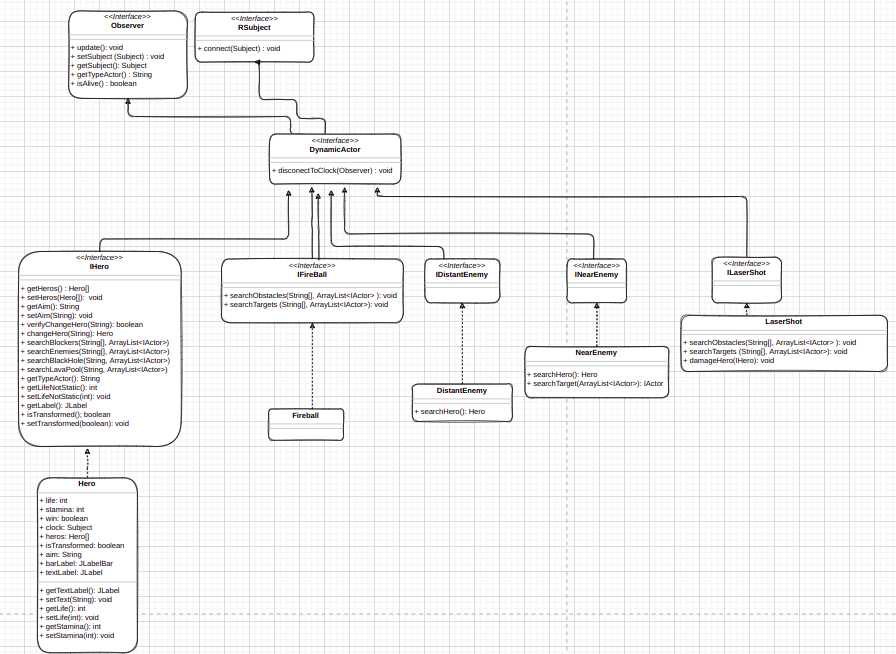 <<Interface>>
Observer
+ update(): void
+ setSubject (Subject) : void
+ getSubject(): Subject
+ getTypeActor() : String
+ isAlive() : boolean
<<Interface>>
RSubject
+ connect(Subject) : void
<<Interface>>
DynamicActor
+ disconectToClock(Observer) : void
<<Interface>>
IHero
+ getHeros() : Hero[]
+ setHeros(Hero[]): void
+ getAim(): String
+ setAim(String): void
+ verifyChangeHero(String): boolean
+ changeHero(String): Hero
+ searchBlockers(String[], ArrayList<IActor>)
+ searchEnemies(String[], ArrayList<IActor>)
+ searchBlackHole(String, ArrayList<IActor>)
+ searchLavaPool(String, ArrayList<IActor>)
+ getTypeActor(): String
+ getLifeNotStatic(): int
+ setLifeNotStatic(int): void
+ getLabel(): JLabel
+ isTransformed(); boolean
+ setTransformed(boolean): void
<<Interface>>
IFireBall
+ searchObstacles(String[], ArrayList<IActor> ): void
+ searchTargets (String[], ArrayList<IActor>): void
<<Interface>>
IDistantEnemy
<<Interface>>
INearEnemy
<<Interface>>
ILaserShot
LaserShot
+ searchObstacles(String[], ArrayList<IActor> ): void
+ searchTargets (String[], ArrayList<IActor>): void
+ damageHero(IHero): void
NearEnemy
+ searchHero(): Hero
+ searchTarget(ArrayList<IActor>): IActor
DistantEnemy
+ searchHero(): Hero
Fireball
Hero
+ life: int
+ stamina: int
+ win: boolean
+ clock: Subject
+ heros: Hero[]
+ isTransformed: boolean
+ aim: String
+ barLabel: JLabelBar
+ textLabel: JLabel
+ getTextLabel(): JLabel
+ setText(String): void
+ getLife(): int
+ setLife(int): void
+ getStamina(): int
+ setStamina(int): void